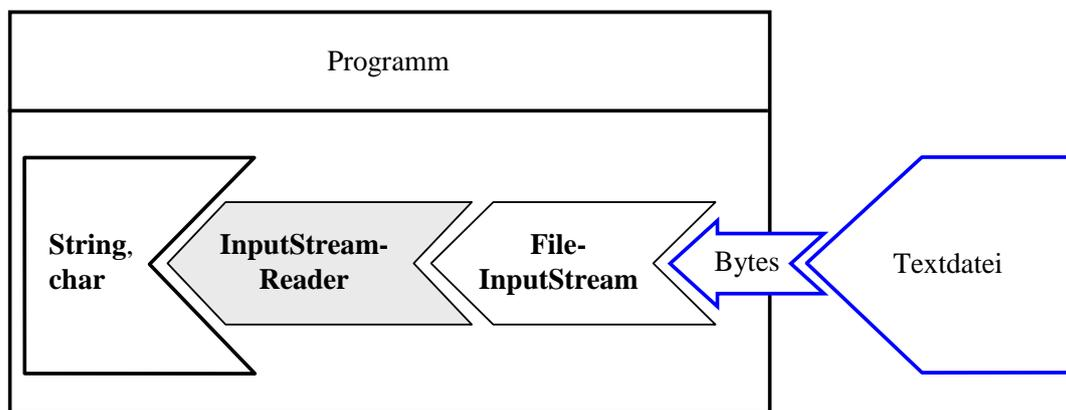 Programm
String,
char
InputStream-
Reader
File-
InputStream
Bytes
Textdatei